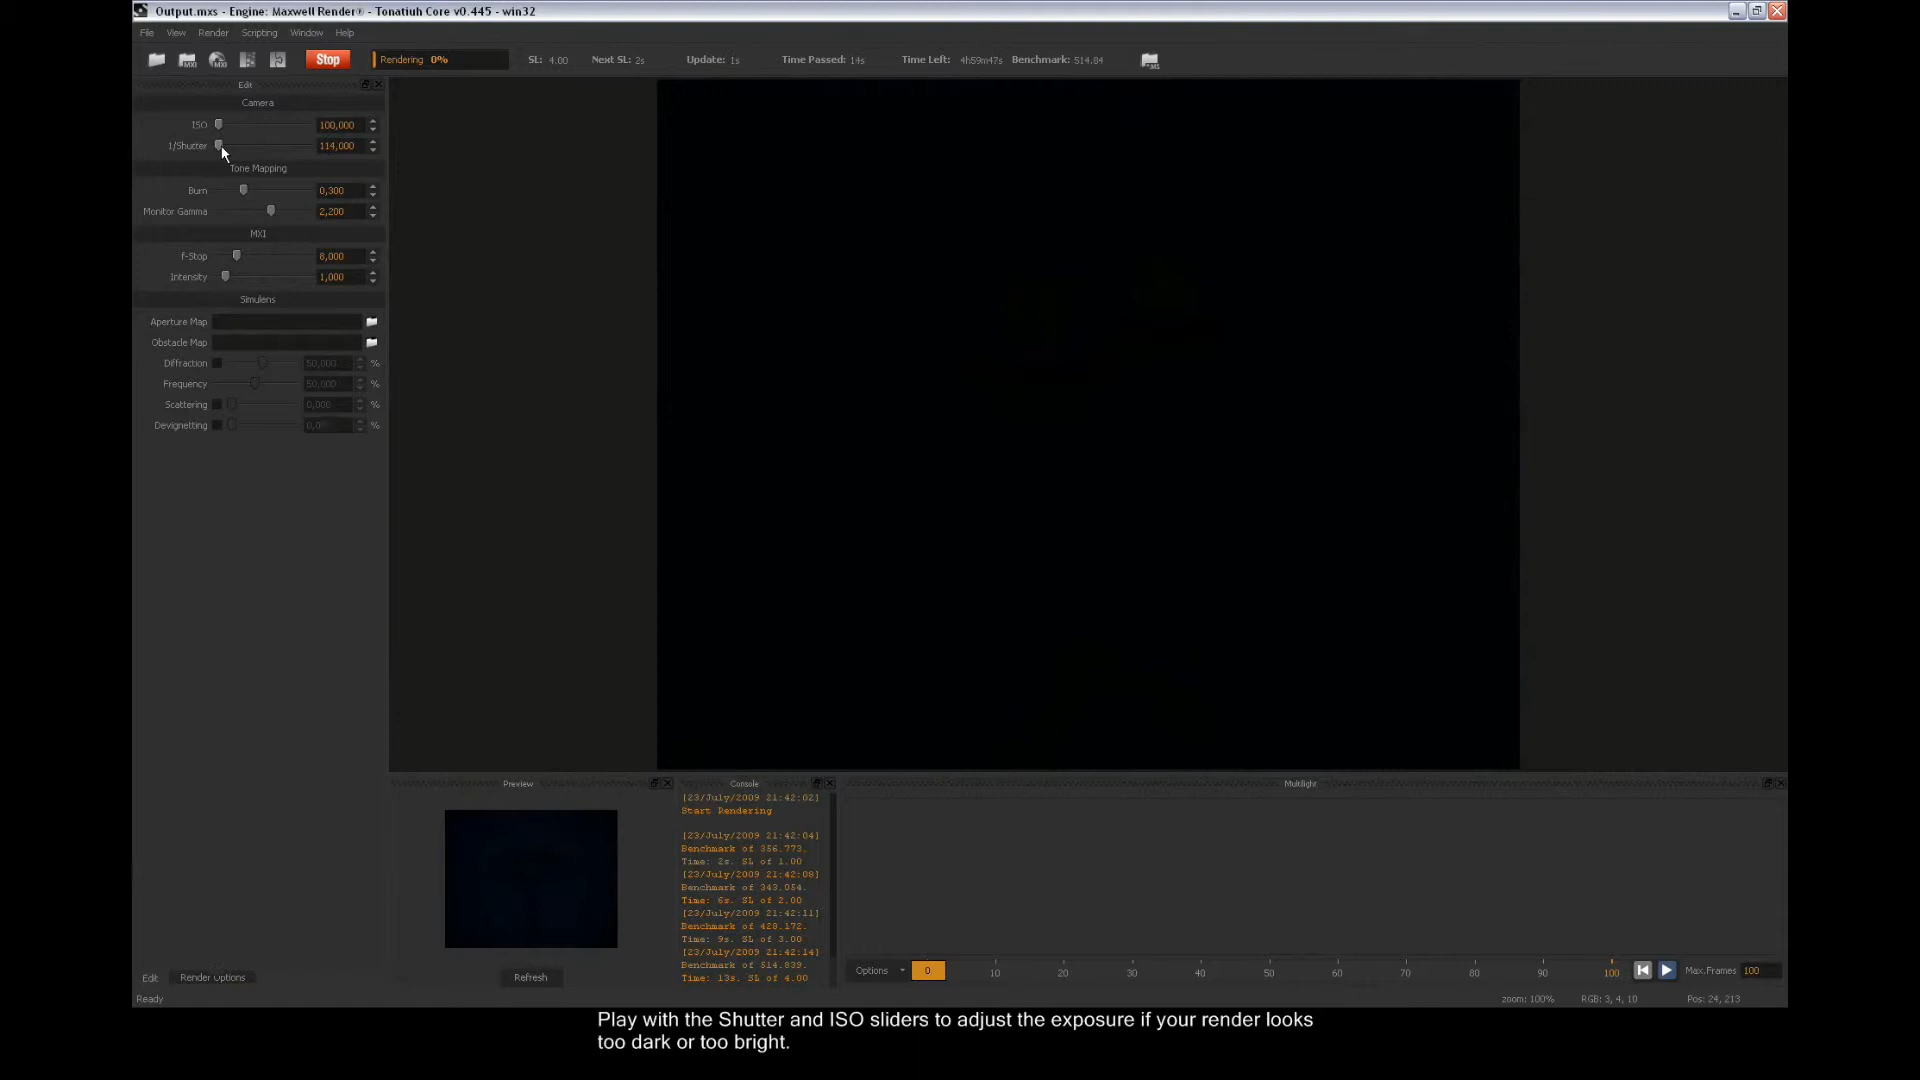 Output.mxs - Engine: Maxwell Render® - Tonatiuh Core v0.445 - win32
File View Render Scripting Window Help
MXI MXI Stop Rendering 0% SL: 4.00 Next SL: 2s Update: 1s Time Passed: 14s Time Left: 4h59m47s Benchmark: 514.84
Edit
Camera
ISO 100,000
1/Shutter 114,000
Tone Mapping
Burn 0,300
Monitor Gamma 2,200
MXI
f-Stop 8,000
Intensity 1,000
Simulens
Aperture Map
Obstacle Map
Diffraction 50,000 %
Frequency 50,000 %
Scattering 0,000 %
Devignetting 0,0 %
Preview
Refresh
Console
[23/July/2009 21:42:02]
Start Rendering
[23/July/2009 21:42:04]
Benchmark of 356.773.
Time: 2s. SL of 1.00
[23/July/2009 21:42:08]
Benchmark of 343.054.
Time: 6s. SL of 2.00
[23/July/2009 21:42:11]
Benchmark of 428.172.
Time: 9s. SL of 3.00
[23/July/2009 21:42:14]
Benchmark of 514.839.
Time: 13s. SL of 4.00
Multilight
Options 0 10 20 30 40 50 60 70 80 90 100 Max.Frames 100
Edit Render Options
Ready
zoom: 100% RGB: 3, 4, 10 Pos: 24, 213
Play with the Shutter and ISO sliders to adjust the exposure if your render looks
too dark or too bright.